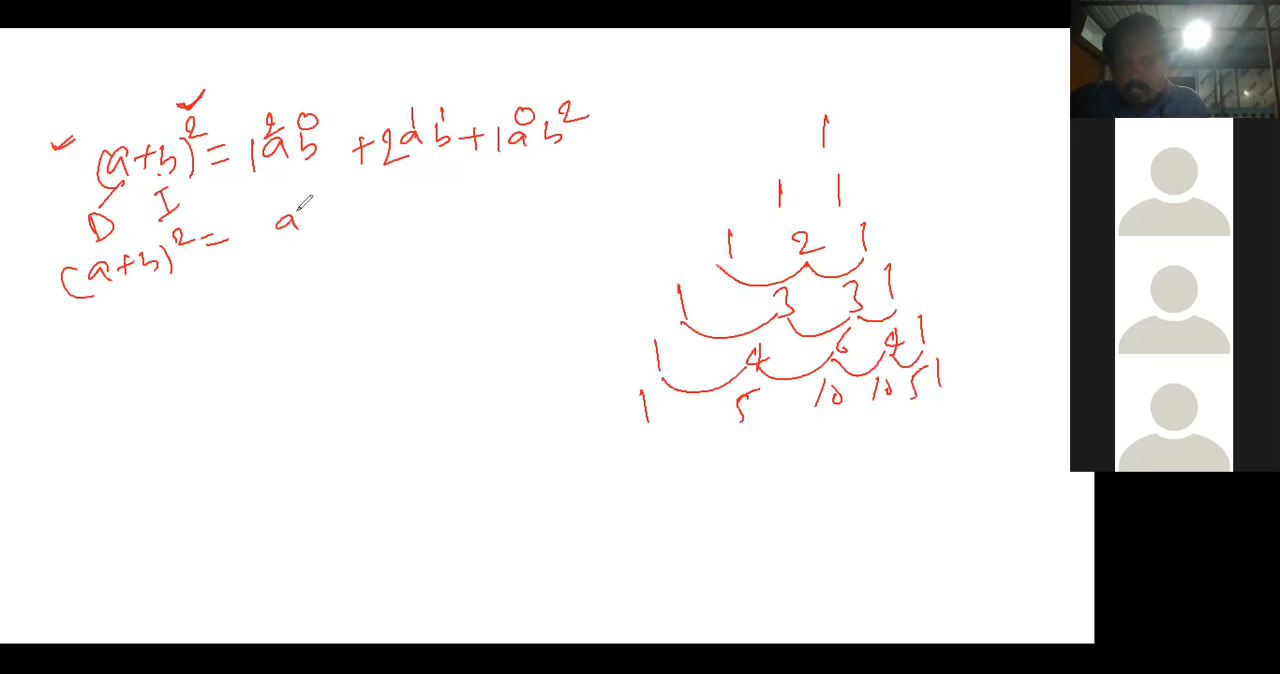 (a+b)² = 1a²b⁰ + 2a¹b¹ + 1a⁰b²
D I
(a+b)² = a
1
1 1
1 2 1
1 3 3 1
1 4 6 4 1
1 5 10 10 5 1